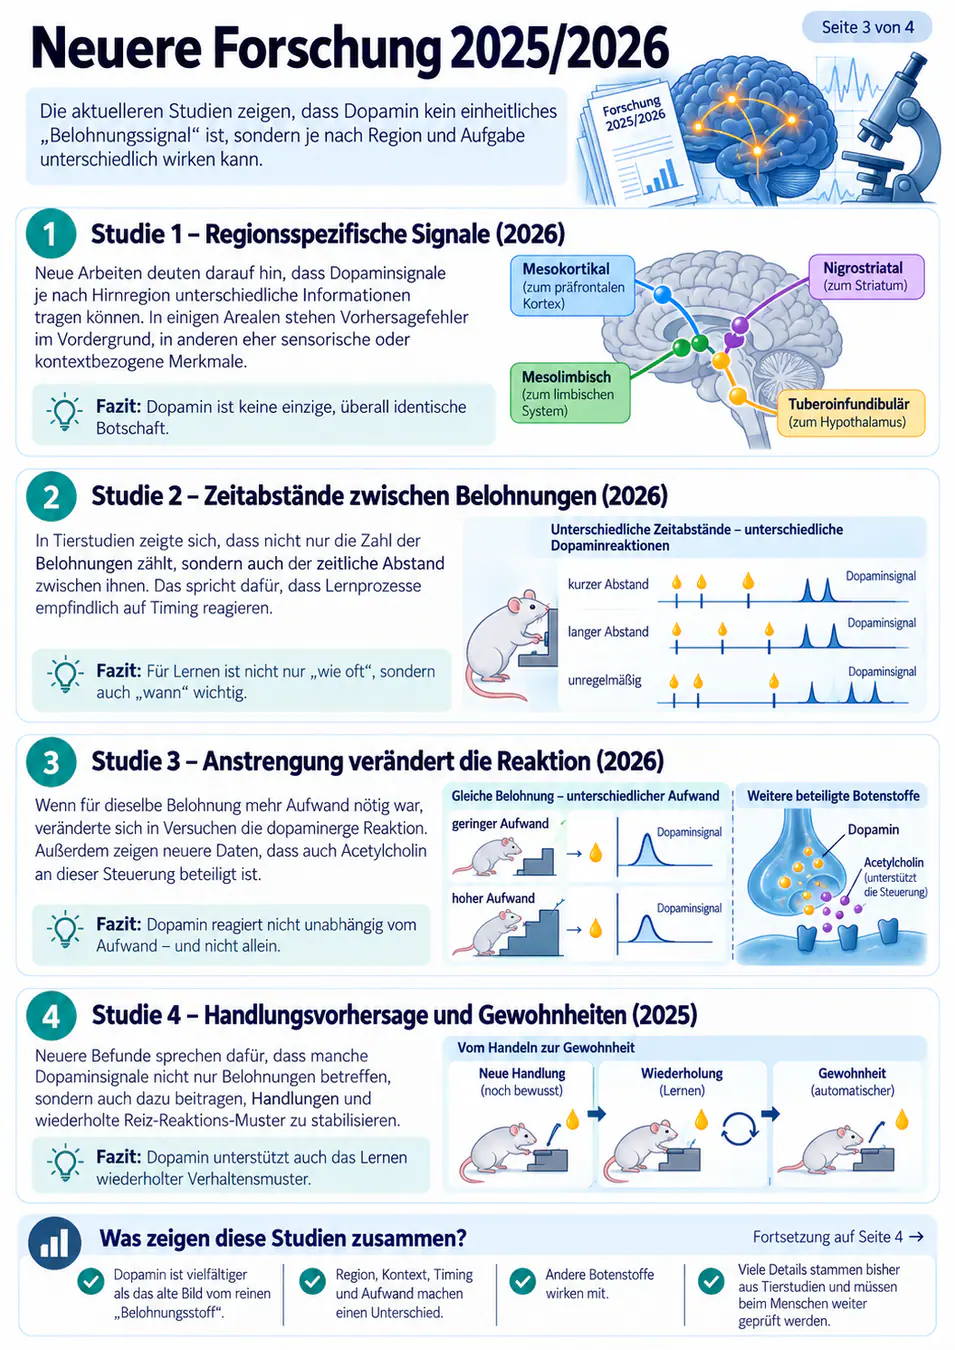 Neuere Forschung 2025/2026
Seite 3 von 4
Die aktuelleren Studien zeigen, dass Dopamin kein einheitliches
„Belohnungssignal“ ist, sondern je nach Region und Aufgabe
unterschiedlich wirken kann.
Forschung
2025/2026
1
Studie 1 – Regionsspezifische Signale (2026)
Neue Arbeiten deuten darauf hin, dass Dopaminsignale
je nach Hirnregion unterschiedliche Informationen
tragen können. In einigen Arealen stehen Vorhersagefehler
im Vordergrund, in anderen eher sensorische oder
kontextbezogene Merkmale.
Fazit: Dopamin ist keine einzige, überall identische
Botschaft.
Mesokortikal
(zum präfrontalen
Kortex)
Nigrostriatal
(zum Striatum)
Mesolimbisch
(zum limbischen
System)
Tuberoinfundibulär
(zum Hypothalamus)
2
Studie 2 – Zeitabstände zwischen Belohnungen (2026)
In Tierstudien zeigte sich, dass nicht nur die Zahl der
Belohnungen zählt, sondern auch der zeitliche Abstand
zwischen ihnen. Das spricht dafür, dass Lernprozesse
empfindlich auf Timing reagieren.
Fazit: Für Lernen ist nicht nur „wie oft“, sondern
auch „wann“ wichtig.
Unterschiedliche Zeitabstände – unterschiedliche
Dopaminreaktionen
kurzer Abstand
Dopaminsignal
langer Abstand
Dopaminsignal
unregelmäßig
Dopaminsignal
3
Studie 3 – Anstrengung verändert die Reaktion (2026)
Wenn für dieselbe Belohnung mehr Aufwand nötig war,
veränderte sich in Versuchen die dopaminerge Reaktion.
Außerdem zeigen neuere Daten, dass auch Acetylcholin
an dieser Steuerung beteiligt ist.
Fazit: Dopamin reagiert nicht unabhängig vom
Aufwand – und nicht allein.
Gleiche Belohnung – unterschiedlicher Aufwand
geringer Aufwand
Dopaminsignal
hoher Aufwand
Dopaminsignal
Weitere beteiligte Botenstoffe
Dopamin
Acetylcholin
(unterstützt
die Steuerung)
4
Studie 4 – Handlungsvorhersage und Gewohnheiten (2025)
Neuere Befunde sprechen dafür, dass manche
Dopaminsignale nicht nur Belohnungen betreffen,
sondern auch dazu beitragen, Handlungen und
wiederholte Reiz-Reaktions-Muster zu stabilisieren.
Fazit: Dopamin unterstützt auch das Lernen
wiederholter Verhaltensmuster.
Vom Handeln zur Gewohnheit
Neue Handlung
(noch bewusst)
Wiederholung
(Lernen)
Gewohnheit
(automatischer)
Was zeigen diese Studien zusammen?
Fortsetzung auf Seite 4 →
Dopamin ist vielfältiger
als das alte Bild vom reinen
„Belohnungsstoff“.
Region, Kontext, Timing
und Aufwand machen
einen Unterschied.
Andere Botenstoffe
wirken mit.
Viele Details stammen bisher
aus Tierstudien und müssen
beim Menschen weiter
geprüft werden.